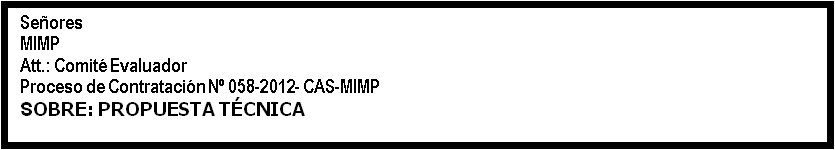 Señores
MIMP
Att.: Comité Evaluador
Proceso de Contratación Nº 058-2012- CAS-MIMP
SOBRE: PROPUESTA TÉCNICA